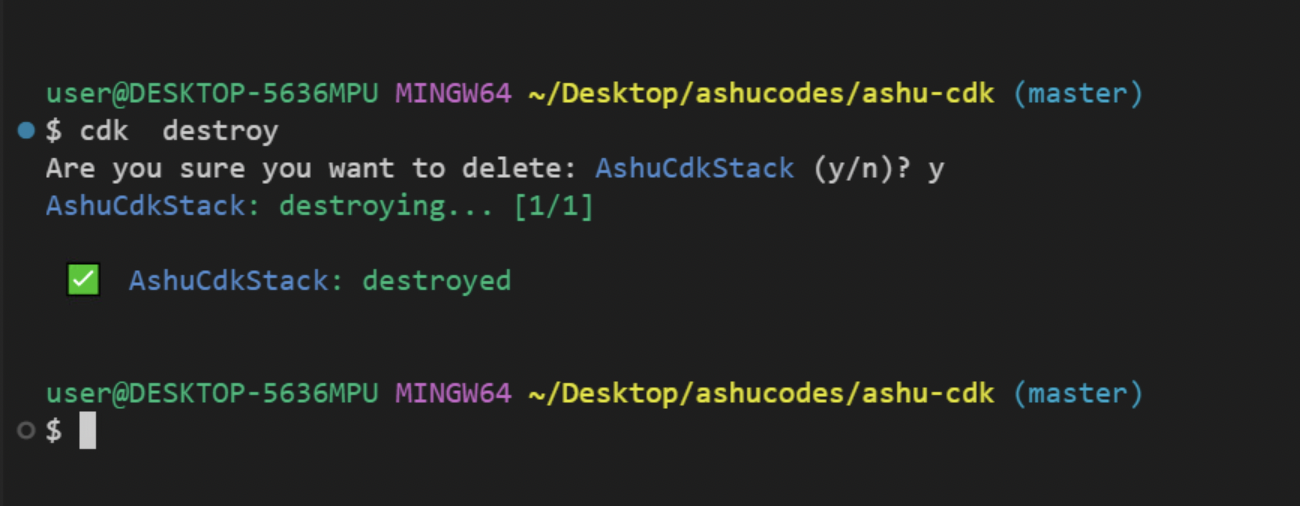 user@DESKTOP-5636MPU MINGW64 ~/Desktop/ashucodes/ashu-cdk (master)
$ cdk  destroy
Are you sure you want to delete: AshuCdkStack (y/n)? y
AshuCdkStack: destroying... [1/1]
✅ AshuCdkStack: destroyed
user@DESKTOP-5636MPU MINGW64 ~/Desktop/ashucodes/ashu-cdk (master)
$